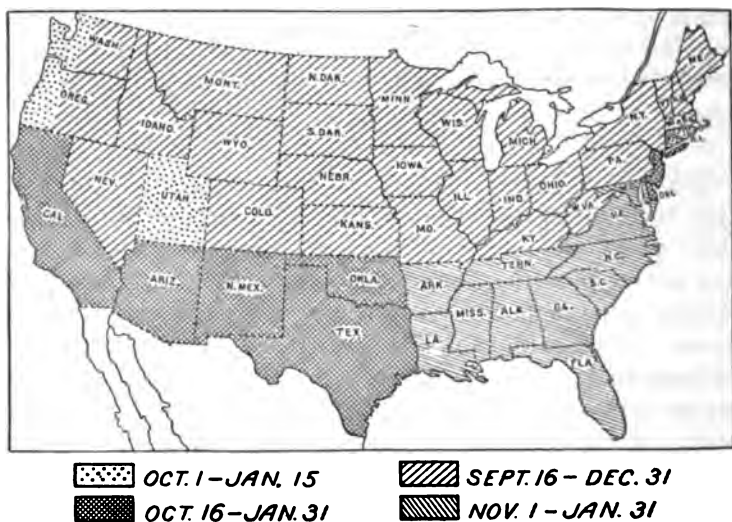 WASH.
MONT.
N.DAK.
MINN.
ME.
OREG.
IDAHO.
S.DAK.
WIS.
MICH.
N.Y.
WYO.
NEBR.
IOWA.
PA.
NEV.
UTAH
COLO.
KANS.
MO.
ILL.
IND.
OHIO.
W.VA.
DEL.
VA.
KY.
CAL.
ARIZ.
N.MEX.
OKLA.
ARK.
TENN.
N.C.
S.C.
TEX.
LA.
MISS.
ALA.
GA.
FLA.
OCT. 1-JAN. 15
SEPT. 16-DEC. 31
OCT. 16-JAN. 31
NOV. 1-JAN. 31